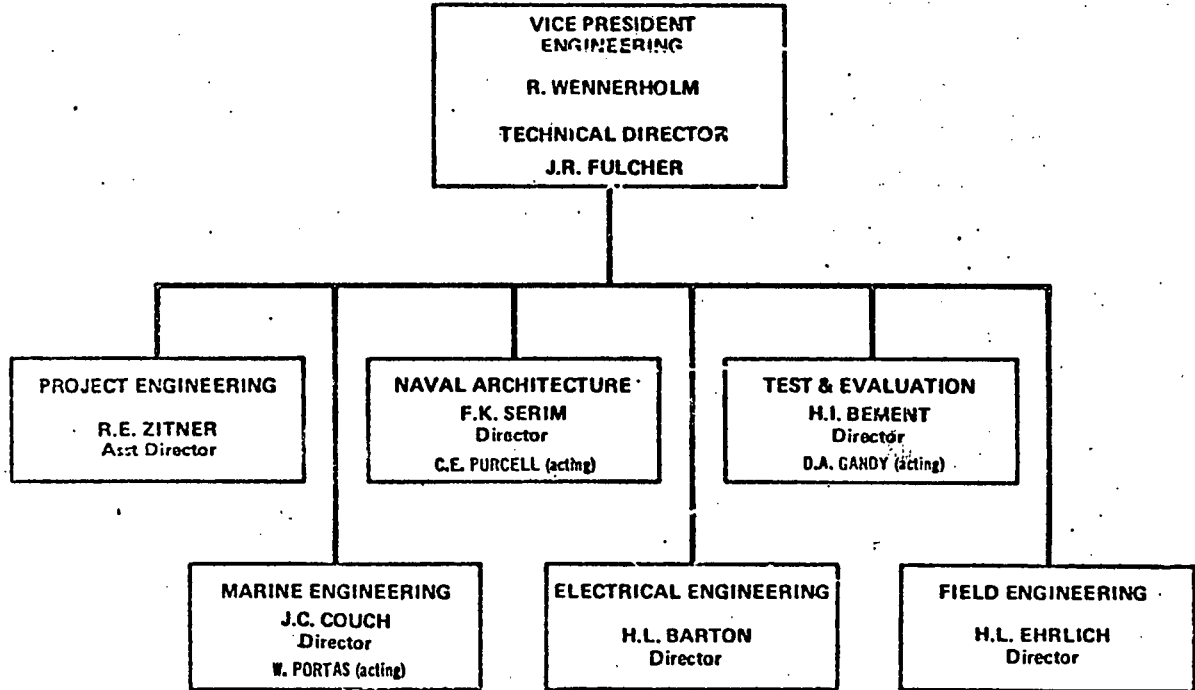 VICE PRESIDENT
ENGINEERING
R. WENNERHOLM
TECHNICAL DIRECTOR
J.R. FULCHER
PROJECT ENGINEERING
R.E. ZITNER
Asst Director
NAVAL ARCHITECTURE
F.K. SERIM
Director
C.E. PURCELL (acting)
TEST & EVALUATION
H.I. BEMENT
Director
D.A. GANDY (acting)
MARINE ENGINEERING
J.C. COUCH
Director
W. PORTAS (acting)
ELECTRICAL ENGINEERING
H.L. BARTON
Director
FIELD ENGINEERING
H.L. EHRLICH
Director